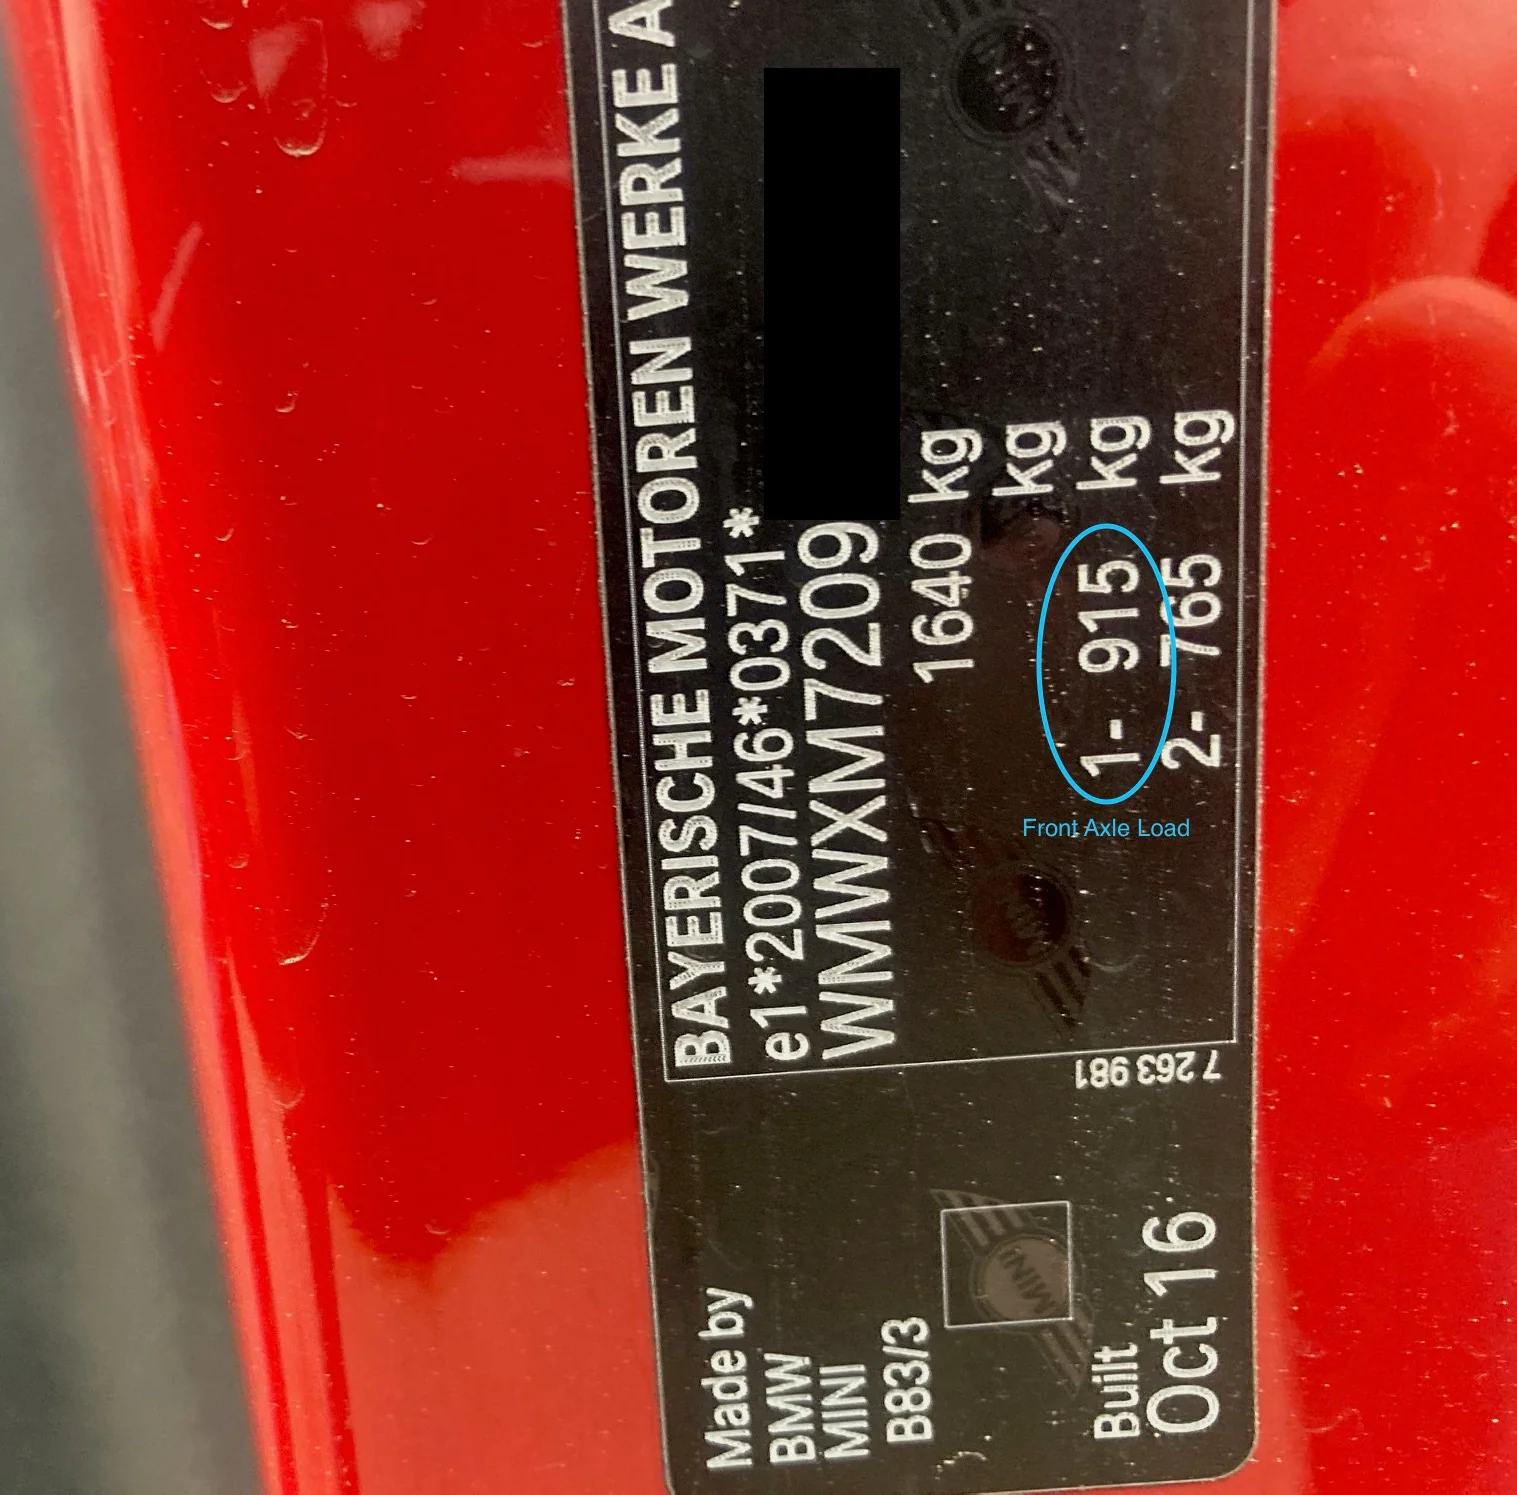 BAYERISCHE MOTOREN WERKE A
e1*2007/46*0371*
WMWXM7209
1640 kg
kg
1- 915 kg
2- 765 kg
Front Axle Load
7 263 981
Made by
BMW
MINI
B83/3
MINI
Built
Oct 16